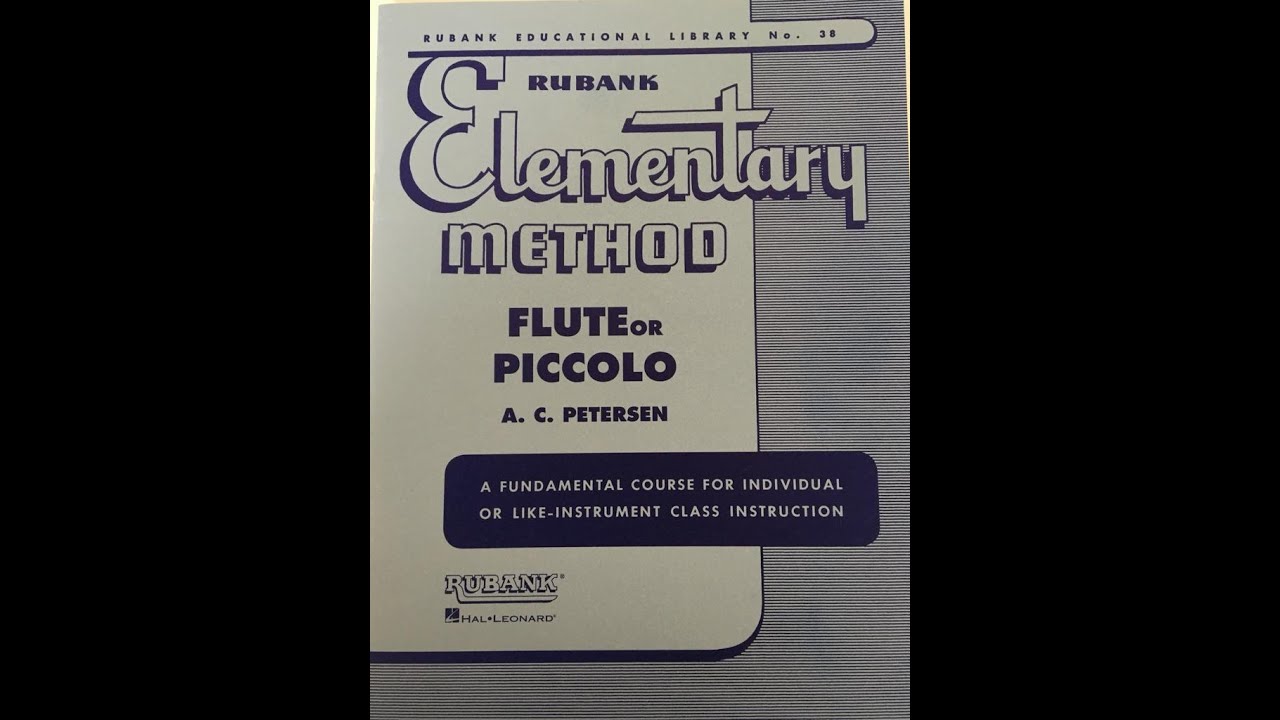 RUBANK EDUCATIONAL LIBRARY No. 38
RUBANK
Elementary
METHOD
FLUTE OR
PICCOLO
A. C. PETERSEN
A FUNDAMENTAL COURSE FOR INDIVIDUAL
OR LIKE-INSTRUMENT CLASS INSTRUCTION
RUBANK®
HAL•LEONARD®